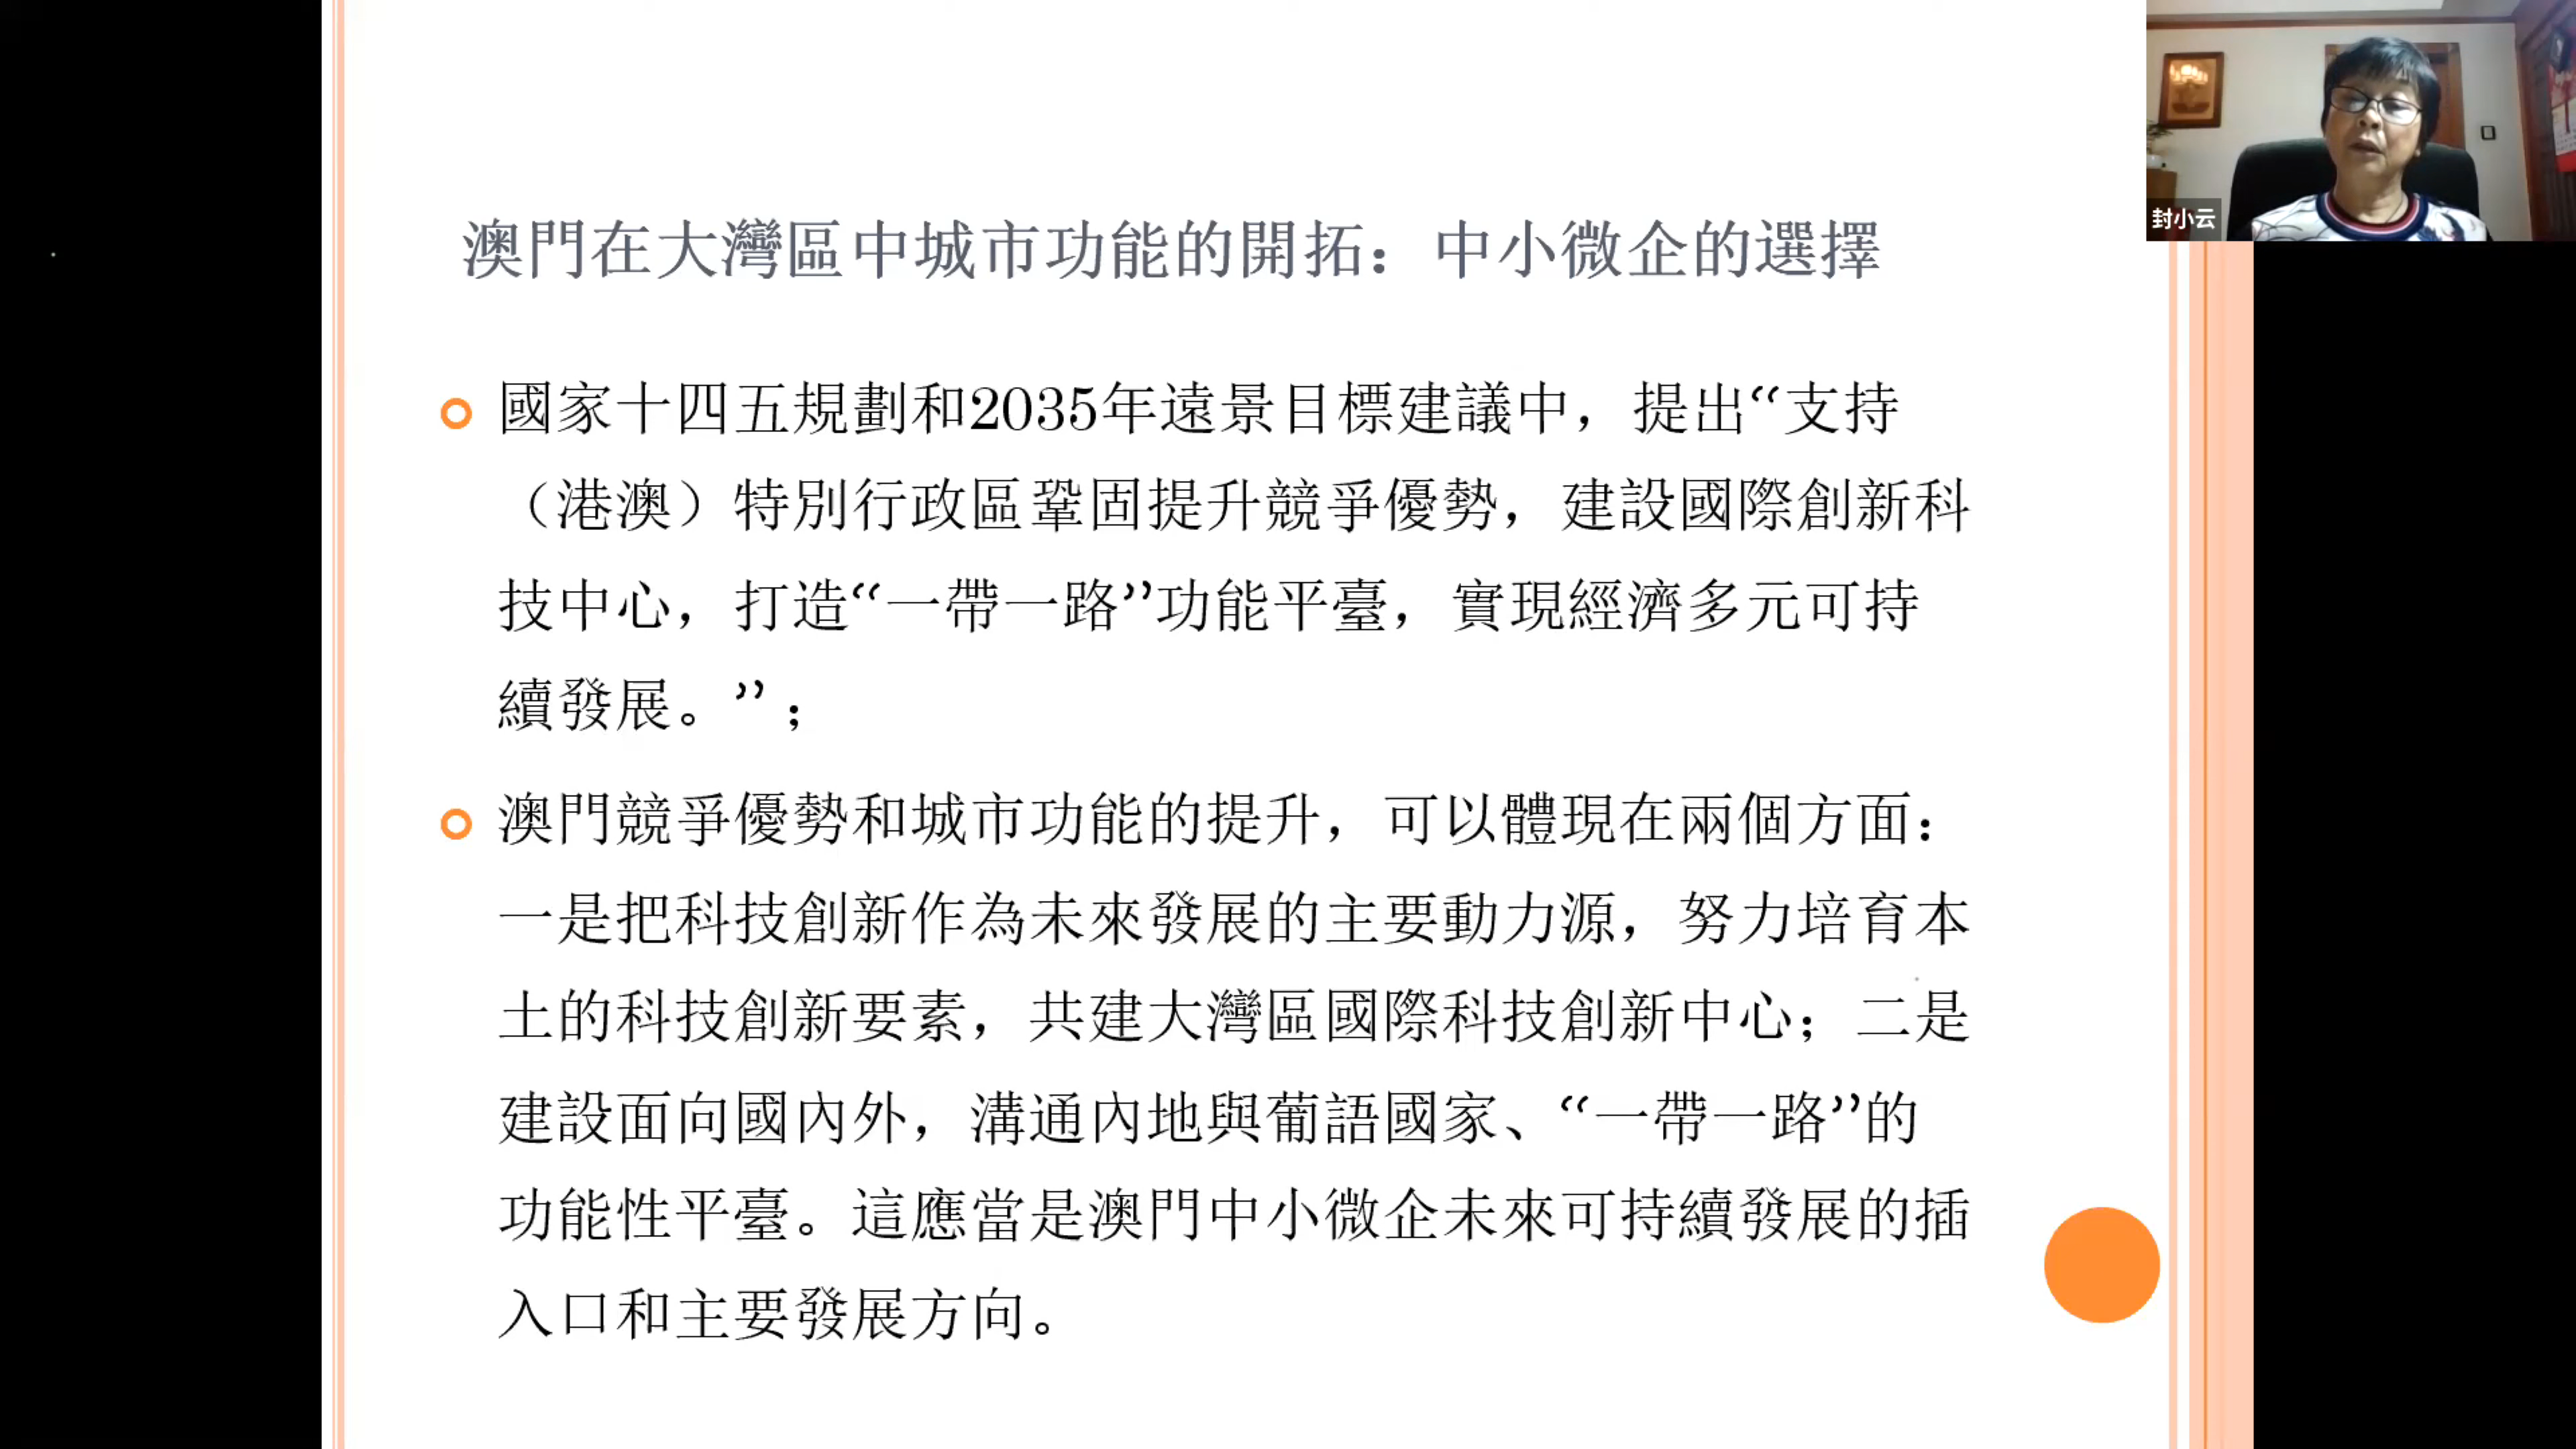 澳門在大灣區中城市功能的開拓：中小微企的選擇
封小云
國家十四五規劃和2035年遠景目標建議中，提出“支持
（港澳）特別行政區鞏固提升競爭優勢，建設國際創新科
技中心，打造“一帶一路”功能平臺，實現經濟多元可持
續發展。”；
澳門競爭優勢和城市功能的提升，可以體現在兩個方面：
一是把科技創新作為未來發展的主要動力源，努力培育本
土的科技創新要素，共建大灣區國際科技創新中心；二是
建設面向國內外，溝通內地與葡語國家、“一帶一路”的
功能性平臺。這應當是澳門中小微企未來可持續發展的插
入口和主要發展方向。